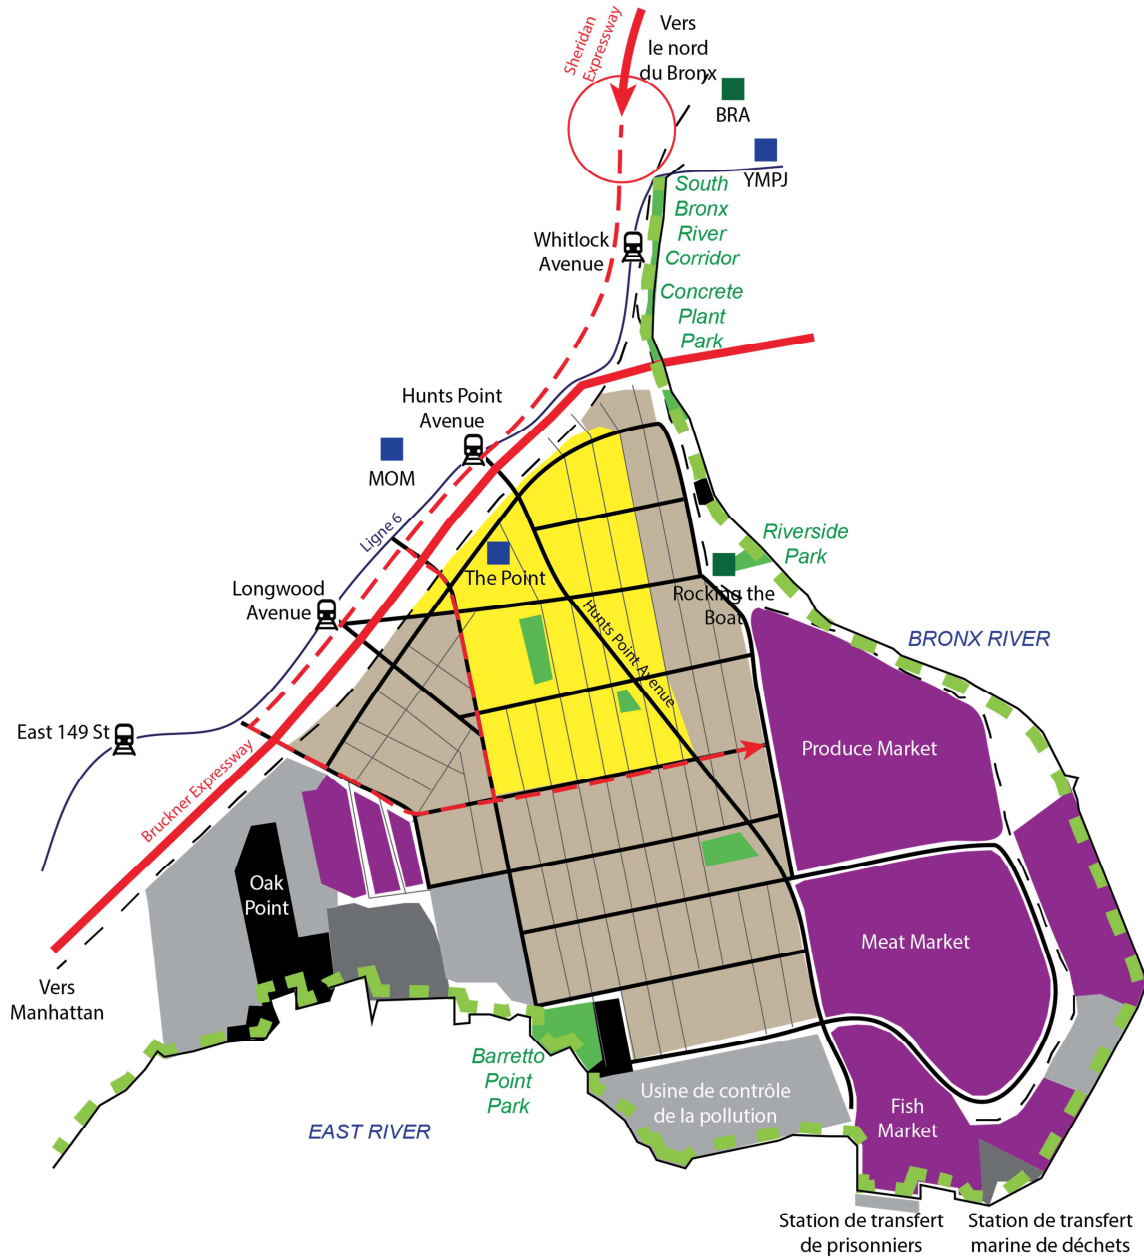 Sheridan
Expressway
Vers
le nord
du Bronx
BRA
YMPJ
South
Bronx
River
Corridor
Whitlock
Avenue
Concrete
Plant
Park
Hunts Point
Avenue
MOM
Ligne 6
The Point
Riverside
Park
Rocking the
Boat
Longwood
Avenue
Hunts Point Avenue
BRONX RIVER
East 149 St
Produce Market
Bruckner Expressway
Oak
Point
Meat Market
Vers
Manhattan
Barretto
Point
Park
Usine de contrôle
de la pollution
Fish
Market
EAST RIVER
Station de transfert
de prisonniers
Station de transfert
marine de déchets